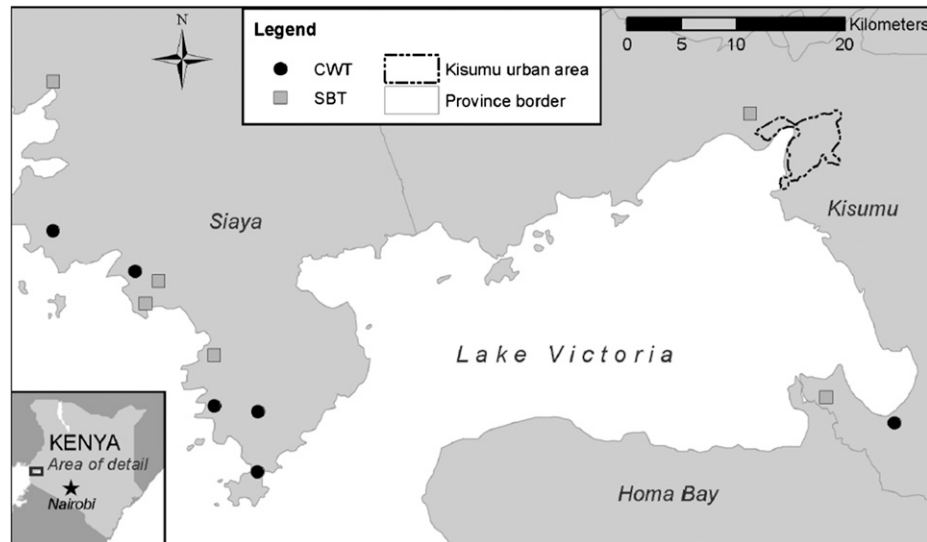 N
Legend
CWT
SBT
Kisumu urban area
Province border
Kilometers
0 5 10 20
Siaya
Kisumu
Lake Victoria
Homa Bay
KENYA
Area of detail
Nairobi